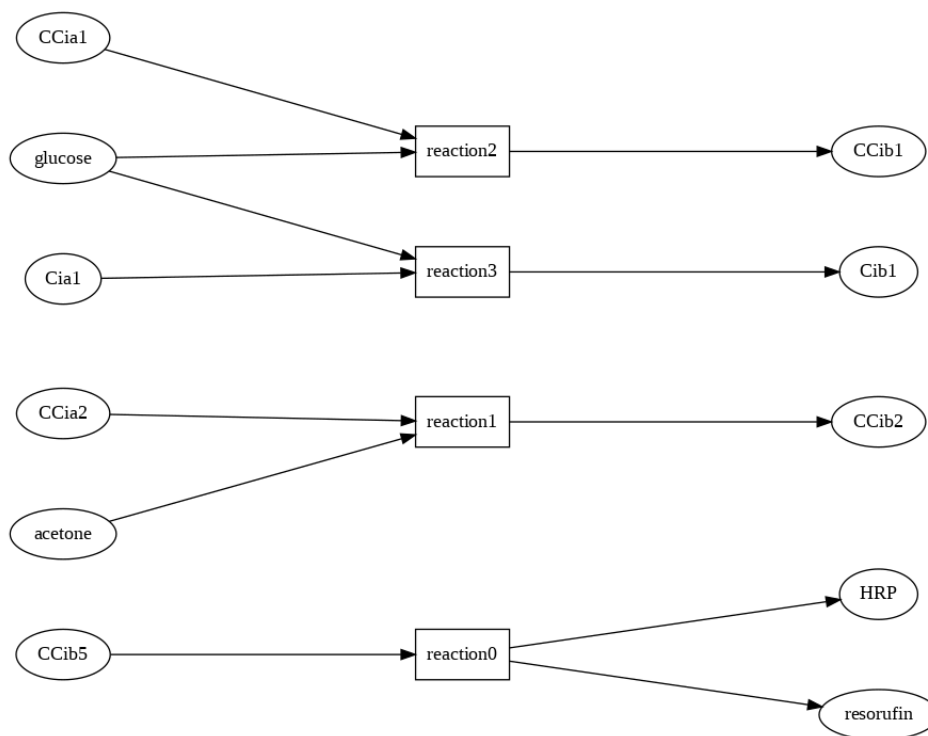 CCia1
glucose
reaction2
CCib1
Cia1
reaction3
Cib1
CCia2
reaction1
CCib2
acetone
HRP
CCib5
reaction0
resorufin